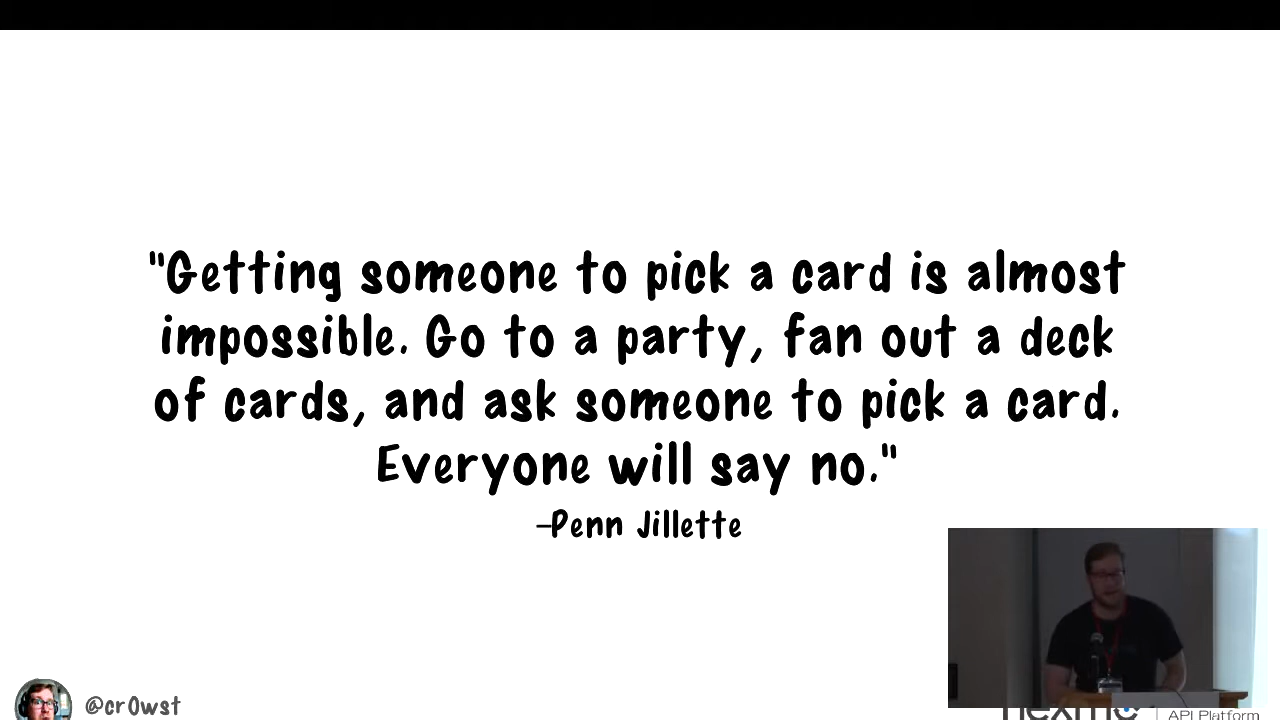 "Getting someone to pick a card is almost
impossible. Go to a party, fan out a deck
of cards, and ask someone to pick a card.
Everyone will say no."
–Penn Jillette
@cr0wst
nexmo | API Platform